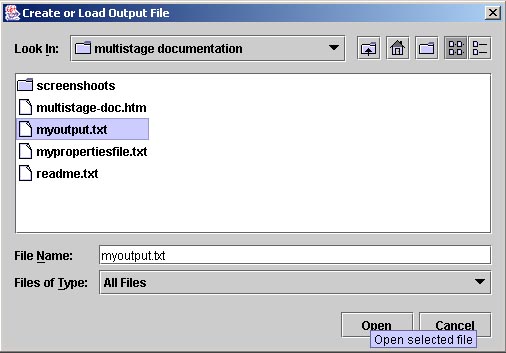 Create or Load Output File
Look In: multistage documentation
screenshoots
multistage-doc.htm
myoutput.txt
mypropertiesfile.txt
readme.txt
File Name: myoutput.txt
Files of Type: All Files
Open Cancel
Open selected file